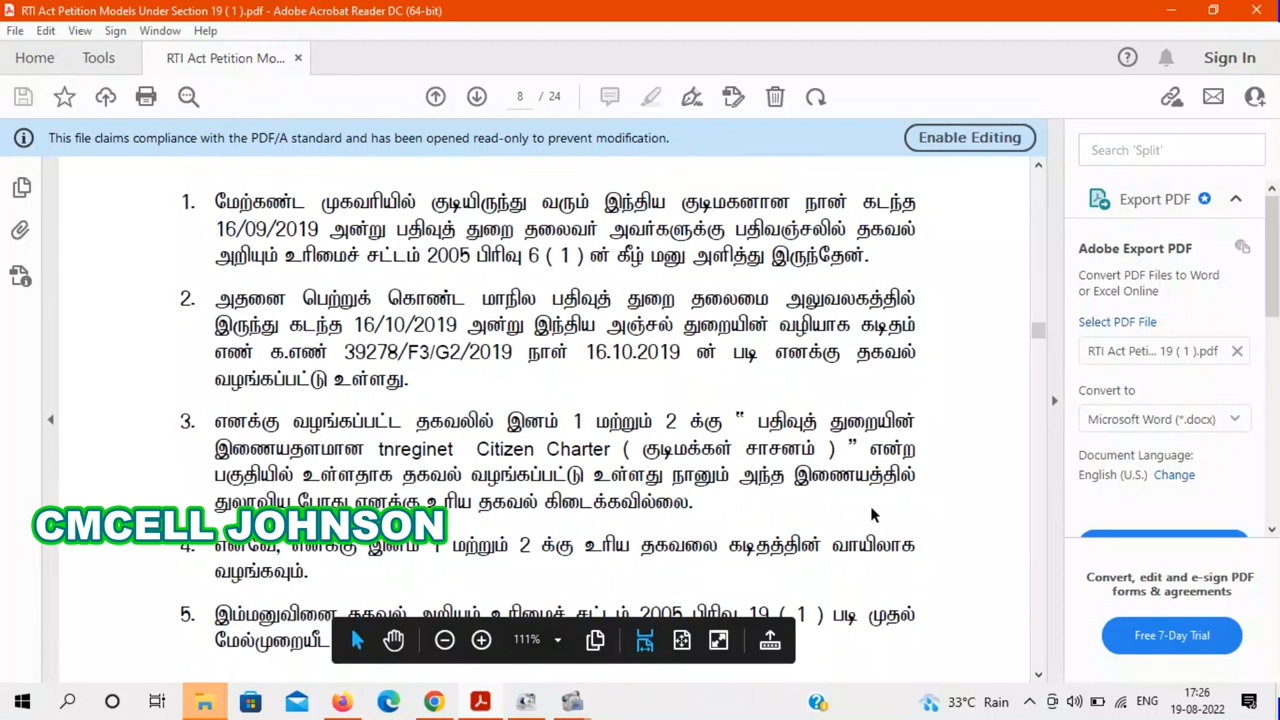 RTI Act Petition Models Under Section 19 ( 1 ).pdf - Adobe Acrobat Reader DC (64-bit)
File Edit View Sign Window Help
Home Tools RTI Act Petition Mo... × Sign In
8 / 24
This file claims compliance with the PDF/A standard and has been opened read-only to prevent modification. Enable Editing
1. மேற்கண்ட முகவரியில் குடியிருந்து வரும் இந்திய குடிமகனான நான் கடந்த
16/09/2019 அன்று பதிவுத் துறை தலைவர் அவர்களுக்கு பதிவஞ்சலில் தகவல்
அறியும் உரிமைச் சட்டம் 2005 பிரிவு 6 ( 1 ) ன் கீழ் மனு அளித்து இருந்தேன்.
2. அதனை பெற்றுக் கொண்ட மாநில பதிவுத் துறை தலைமை அலுவலகத்தில்
இருந்து கடந்த 16/10/2019 அன்று இந்திய அஞ்சல் துறையின் வழியாக கடிதம்
எண் க.எண் 39278/F3/G2/2019 நாள் 16.10.2019 ன் படி எனக்கு தகவல்
வழங்கப்பட்டு உள்ளது.
3. எனக்கு வழங்கப்பட்ட தகவலில் இனம் 1 மற்றும் 2 க்கு “ பதிவுத் துறையின்
இணையதளமான tnreginet Citizen Charter ( குடிமக்கள் சாசனம் ) ” என்ற
பகுதியில் உள்ளதாக தகவல் வழங்கப்பட்டு உள்ளது நானும் அந்த இணையத்தில்
துலாவிய போது எனக்கு உரிய தகவல் கிடைக்கவில்லை.
CMCELL JOHNSON
4. எனவே, எனக்கு இனம் 1 மற்றும் 2 க்கு உரிய தகவலை கடிதத்தின் வாயிலாக
வழங்கவும்.
5. இம்மனுவினை தகவல் அறியும் உரிமைச் சட்டம் 2005 பிரிவு 19 ( 1 ) படி முதல்
மேல்முறையீட
111%
Search 'Split'
Export PDF
Adobe Export PDF
Convert PDF Files to Word
or Excel Online
Select PDF File
RTI Act Peti... 19 ( 1 ).pdf ×
Convert to
Microsoft Word (*.docx)
Document Language:
English (U.S.) Change
Convert, edit and e-sign PDF
forms & agreements
Free 7-Day Trial
33°C Rain ENG 17:26
19-08-2022